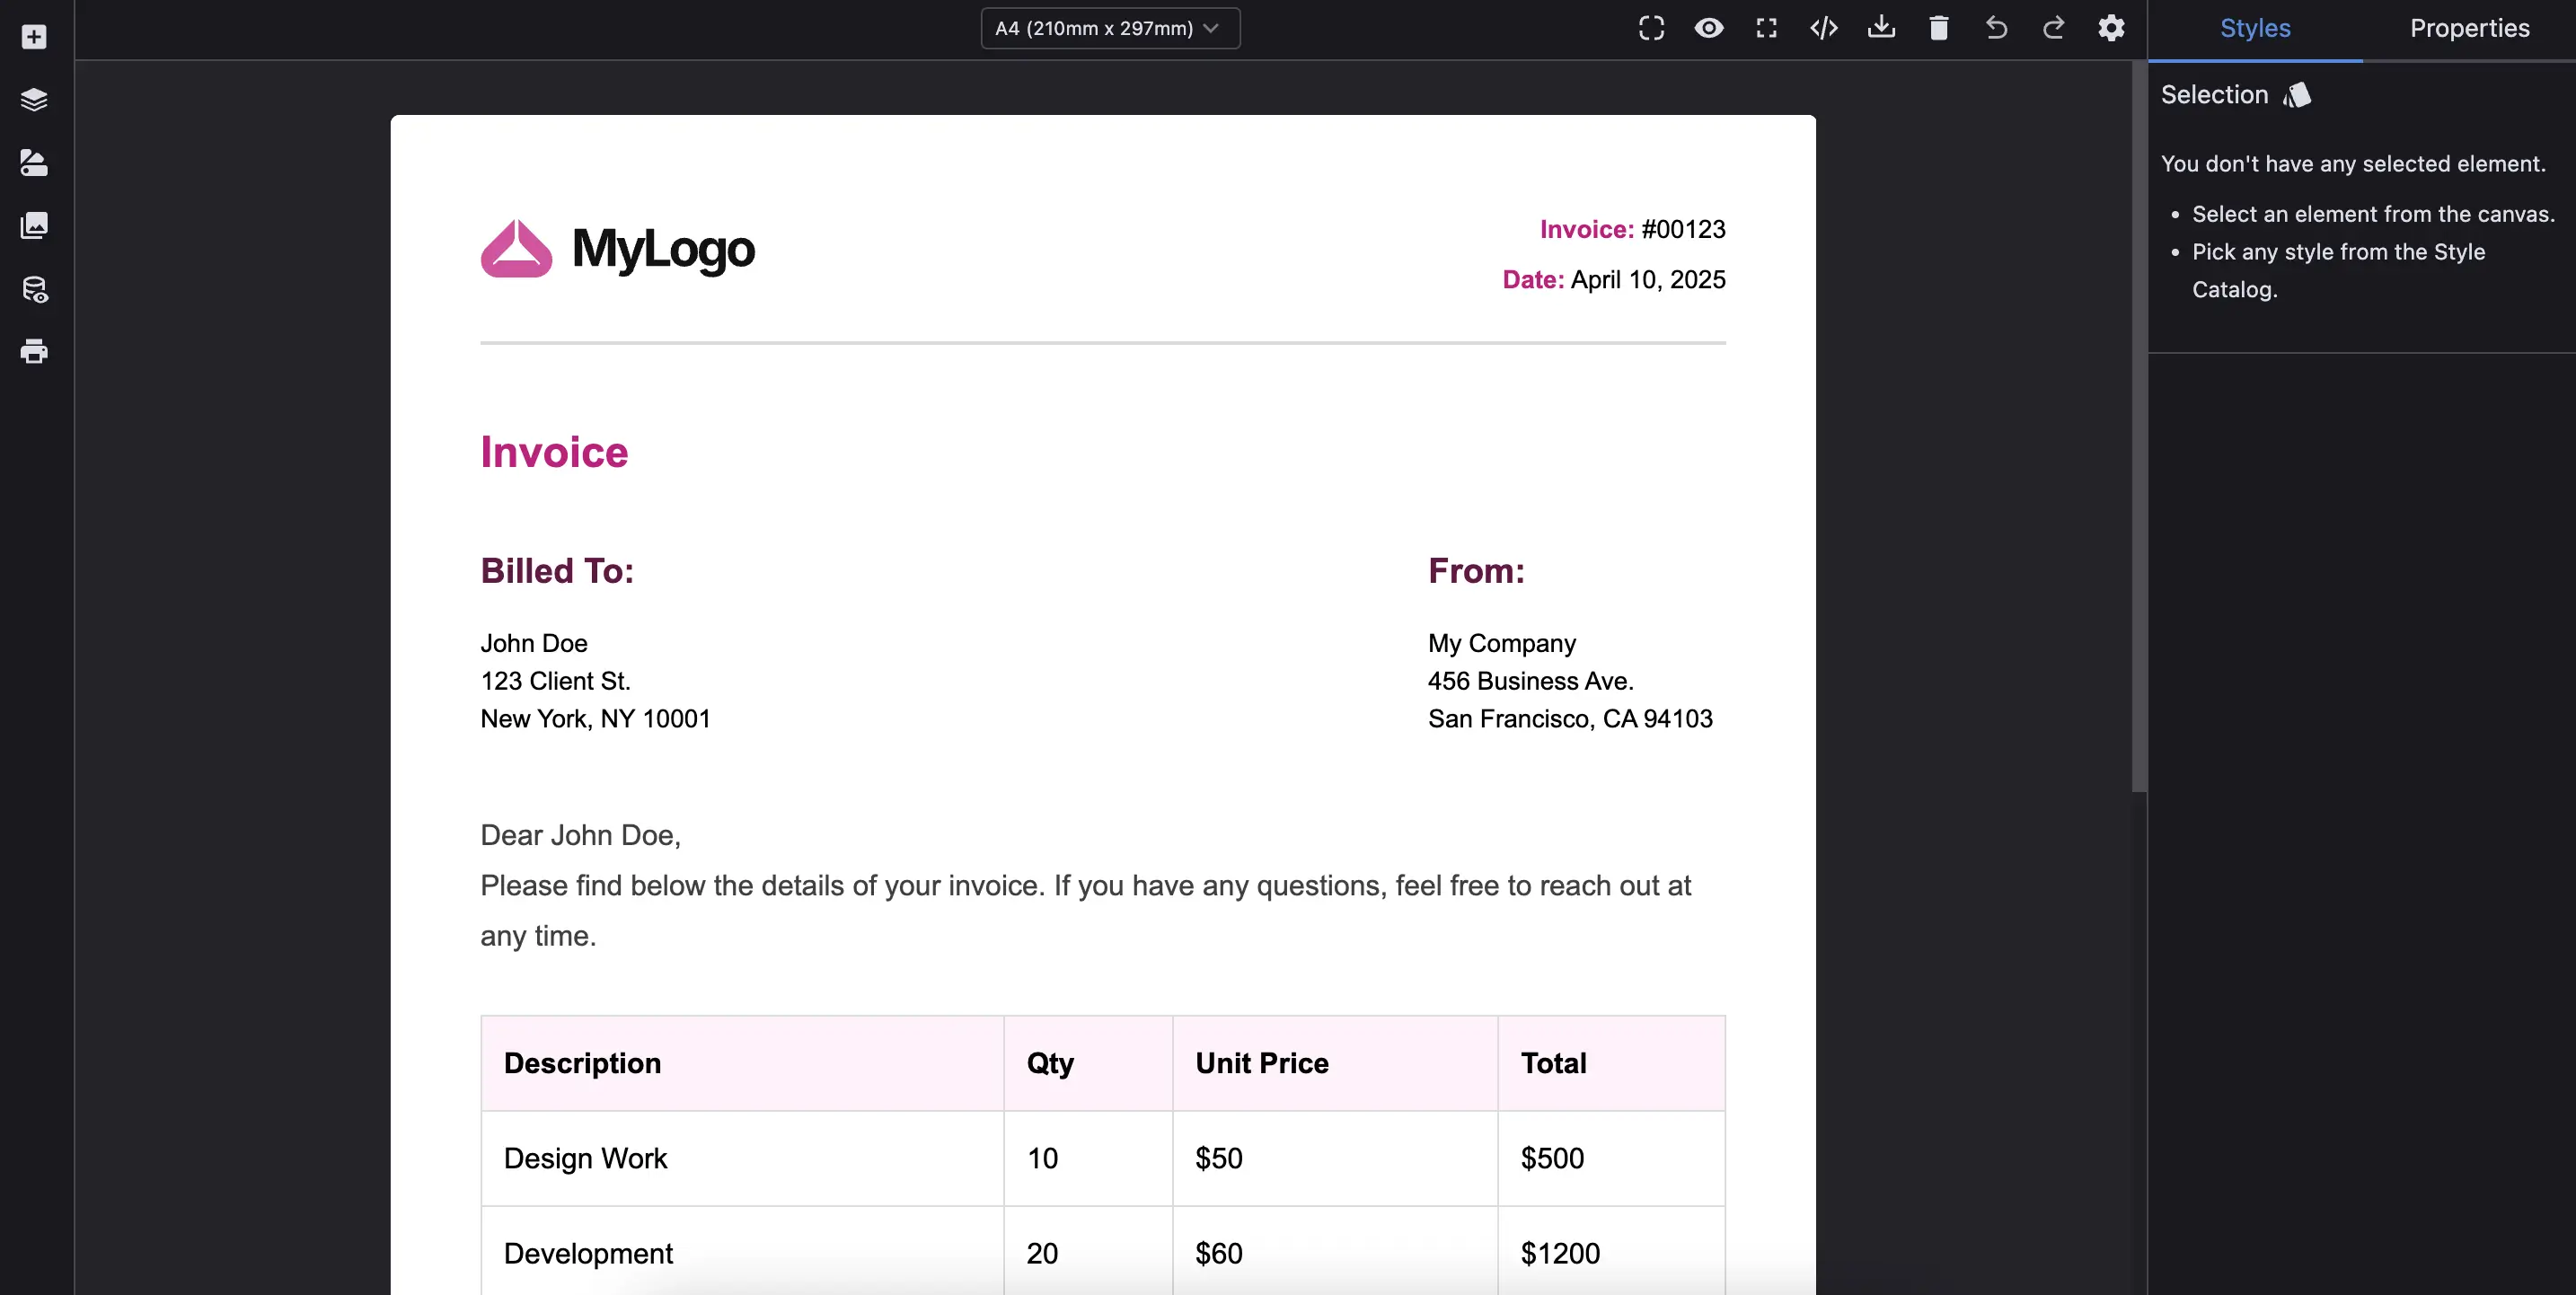 A4 (210mm x 297mm)
Styles
Properties
Selection
You don't have any selected element.
• Select an element from the canvas.
• Pick any style from the Style
Catalog.
MyLogo
Invoice: #00123
Date: April 10, 2025
Invoice
Billed To:
John Doe
123 Client St.
New York, NY 10001
From:
My Company
456 Business Ave.
San Francisco, CA 94103
Dear John Doe,
Please find below the details of your invoice. If you have any questions, feel free to reach out at
any time.
Description Qty Unit Price Total
Design Work 10 $50 $500
Development 20 $60 $1200